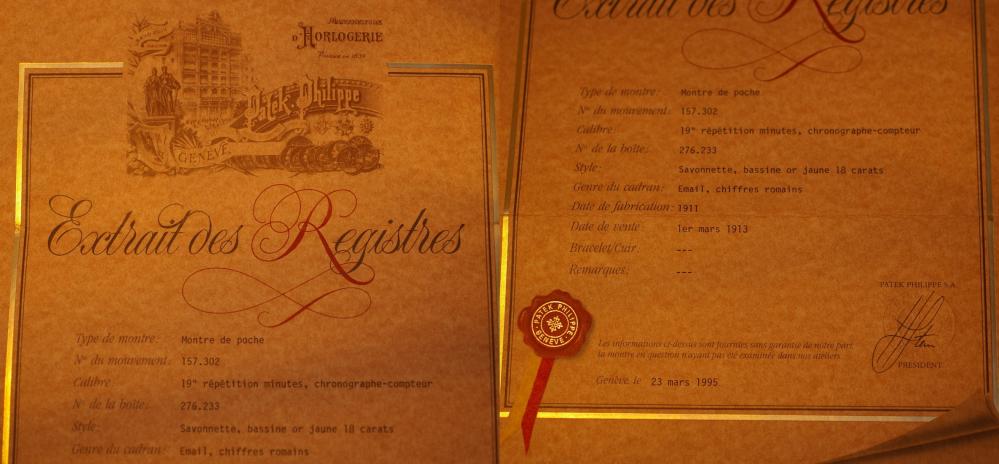 Manufacture
D'HORLOGERIE
Fondée en 1839
Patek, Philippe
GENÈVE
Extrait des Registres
Type de montre: Montre de poche
N° du mouvement: 157.302
Calibre: 19''' répétition minutes, chronographe-compteur
N° de la boîte: 276.233
Style: Savonnette, bassine or jaune 18 carats
Genre du cadran: Email, chiffres romains
Extrait des Registres
Type de montre: Montre de poche
N° du mouvement: 157.302
Calibre: 19''' répétition minutes, chronographe-compteur
N° de la boîte: 276.233
Style: Savonnette, bassine or jaune 18 carats
Genre du cadran: Email, chiffres romains
Date de fabrication: 1911
Date de vente: 1er mars 1913
Bracelet/Cuir: ---
Remarques: ---
PATEK PHILIPPE S.A.
PATEK PHILIPPE
GENÈVE
Les informations ci-dessus sont fournies sans garantie de notre part,
la montre en question n'ayant pas été examinée dans nos ateliers.
PRESIDENT
Genève, le 23 mars 1995